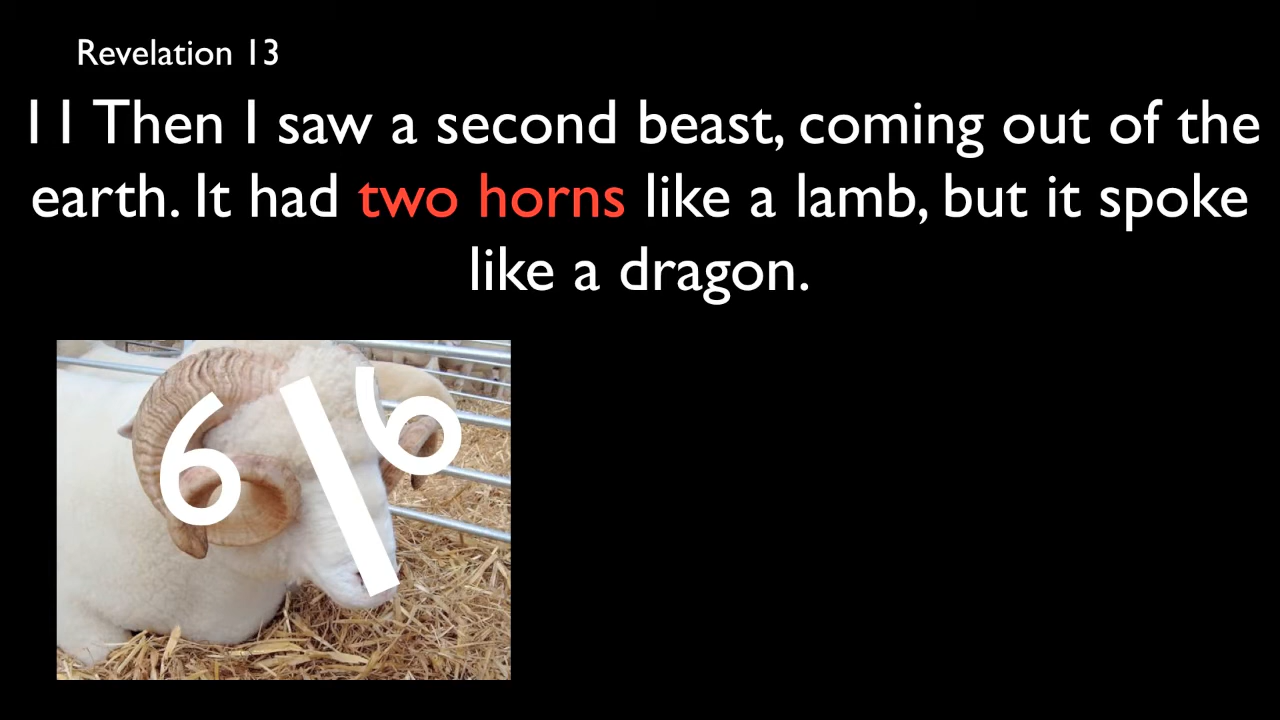 Revelation 13
11 Then I saw a second beast, coming out of the
earth. It had two horns like a lamb, but it spoke
like a dragon.
6\6